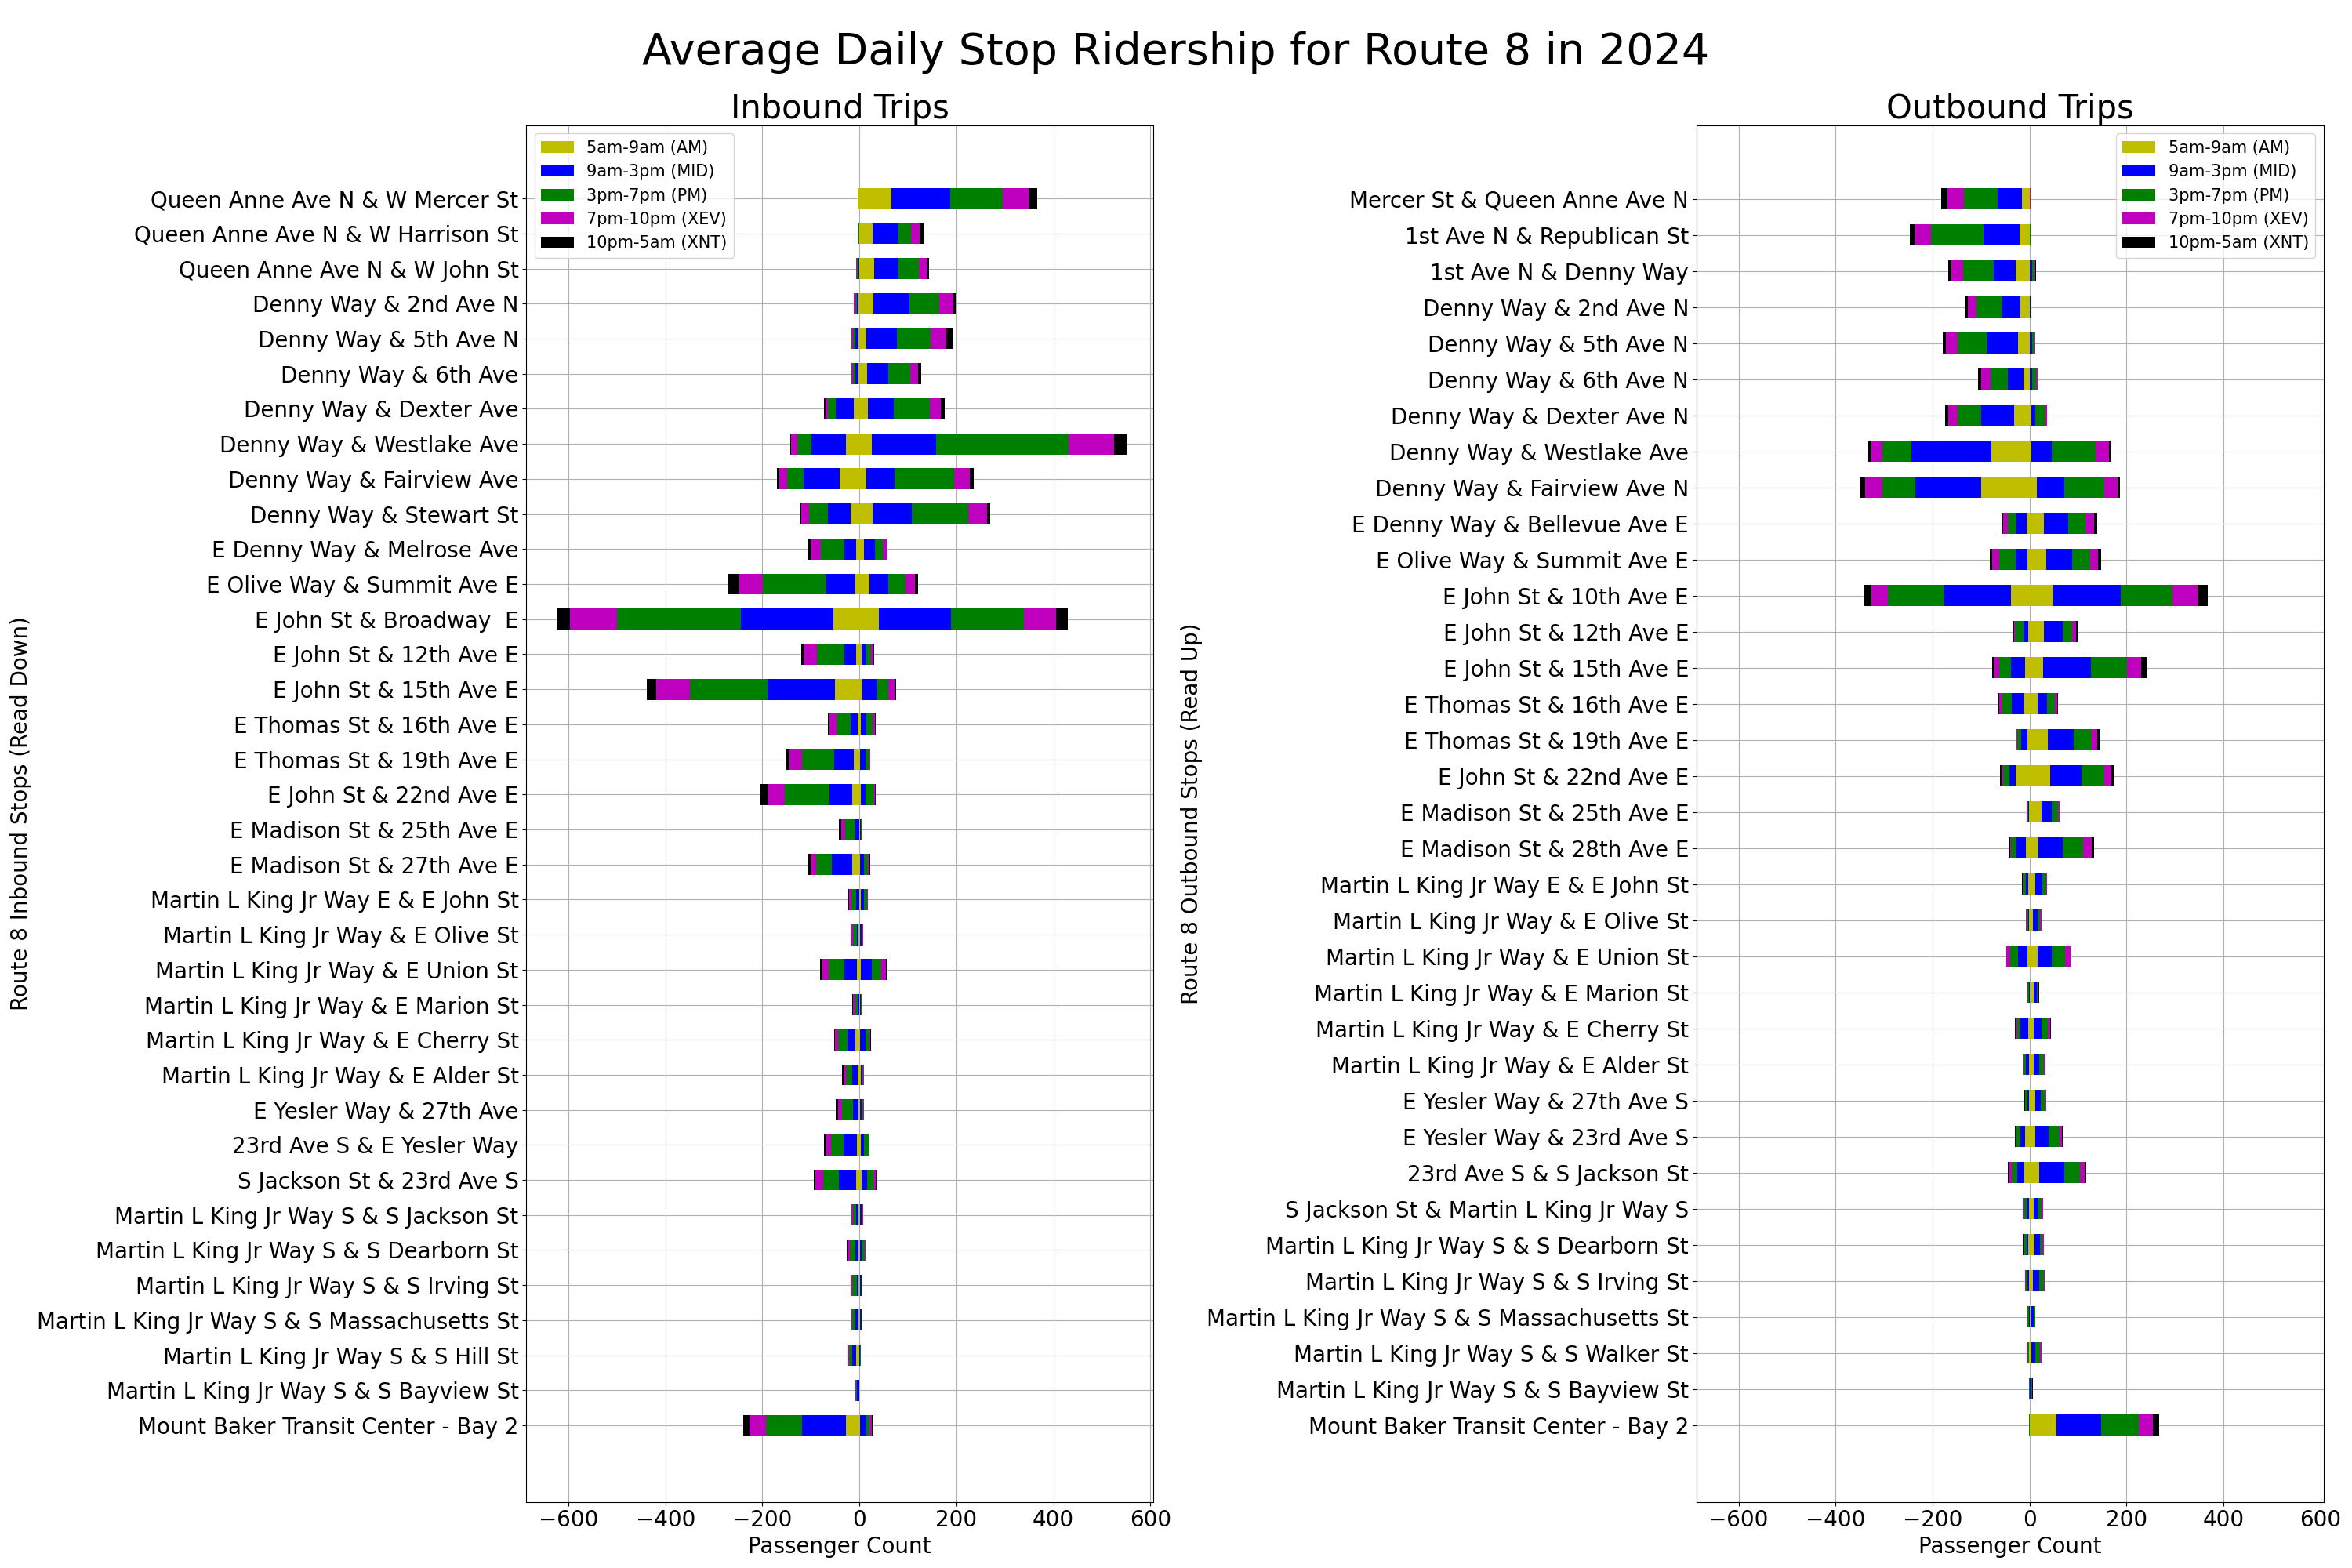 Average Daily Stop Ridership for Route 8 in 2024
Inbound Trips
5am-9am (AM)
9am-3pm (MID)
3pm-7pm (PM)
7pm-10pm (XEV)
10pm-5am (XNT)
Route 8 Inbound Stops (Read Down)
Queen Anne Ave N & W Mercer St
Queen Anne Ave N & W Harrison St
Queen Anne Ave N & W John St
Denny Way & 2nd Ave N
Denny Way & 5th Ave N
Denny Way & 6th Ave
Denny Way & Dexter Ave
Denny Way & Westlake Ave
Denny Way & Fairview Ave
Denny Way & Stewart St
E Denny Way & Melrose Ave
E Olive Way & Summit Ave E
E John St & Broadway  E
E John St & 12th Ave E
E John St & 15th Ave E
E Thomas St & 16th Ave E
E Thomas St & 19th Ave E
E John St & 22nd Ave E
E Madison St & 25th Ave E
E Madison St & 27th Ave E
Martin L King Jr Way E & E John St
Martin L King Jr Way & E Olive St
Martin L King Jr Way & E Union St
Martin L King Jr Way & E Marion St
Martin L King Jr Way & E Cherry St
Martin L King Jr Way & E Alder St
E Yesler Way & 27th Ave
23rd Ave S & E Yesler Way
S Jackson St & 23rd Ave S
Martin L King Jr Way S & S Jackson St
Martin L King Jr Way S & S Dearborn St
Martin L King Jr Way S & S Irving St
Martin L King Jr Way S & S Massachusetts St
Martin L King Jr Way S & S Hill St
Martin L King Jr Way S & S Bayview St
Mount Baker Transit Center - Bay 2
−600 −400 −200 0 200 400 600
Passenger Count
Outbound Trips
5am-9am (AM)
9am-3pm (MID)
3pm-7pm (PM)
7pm-10pm (XEV)
10pm-5am (XNT)
Route 8 Outbound Stops (Read Up)
Mercer St & Queen Anne Ave N
1st Ave N & Republican St
1st Ave N & Denny Way
Denny Way & 2nd Ave N
Denny Way & 5th Ave N
Denny Way & 6th Ave N
Denny Way & Dexter Ave N
Denny Way & Westlake Ave
Denny Way & Fairview Ave N
E Denny Way & Bellevue Ave E
E Olive Way & Summit Ave E
E John St & 10th Ave E
E John St & 12th Ave E
E John St & 15th Ave E
E Thomas St & 16th Ave E
E Thomas St & 19th Ave E
E John St & 22nd Ave E
E Madison St & 25th Ave E
E Madison St & 28th Ave E
Martin L King Jr Way E & E John St
Martin L King Jr Way & E Olive St
Martin L King Jr Way & E Union St
Martin L King Jr Way & E Marion St
Martin L King Jr Way & E Cherry St
Martin L King Jr Way & E Alder St
E Yesler Way & 27th Ave S
E Yesler Way & 23rd Ave S
23rd Ave S & S Jackson St
S Jackson St & Martin L King Jr Way S
Martin L King Jr Way S & S Dearborn St
Martin L King Jr Way S & S Irving St
Martin L King Jr Way S & S Massachusetts St
Martin L King Jr Way S & S Walker St
Martin L King Jr Way S & S Bayview St
Mount Baker Transit Center - Bay 2
−600 −400 −200 0 200 400 600
Passenger Count